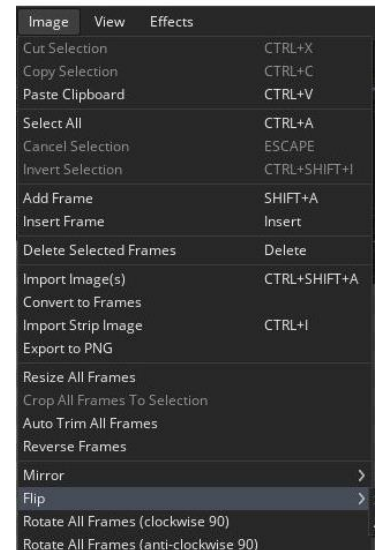 Image View Effects
Cut Selection CTRL+X
Copy Selection CTRL+C
Paste Clipboard CTRL+V
Select All CTRL+A
Cancel Selection ESCAPE
Invert Selection CTRL+SHIFT+I
Add Frame SHIFT+A
Insert Frame Insert
Delete Selected Frames Delete
Import Image(s) CTRL+SHIFT+A
Convert to Frames
Import Strip Image CTRL+I
Export to PNG
Resize All Frames
Crop All Frames To Selection
Auto Trim All Frames
Reverse Frames
Mirror
Flip
Rotate All Frames (clockwise 90)
Rotate All Frames (anti-clockwise 90)